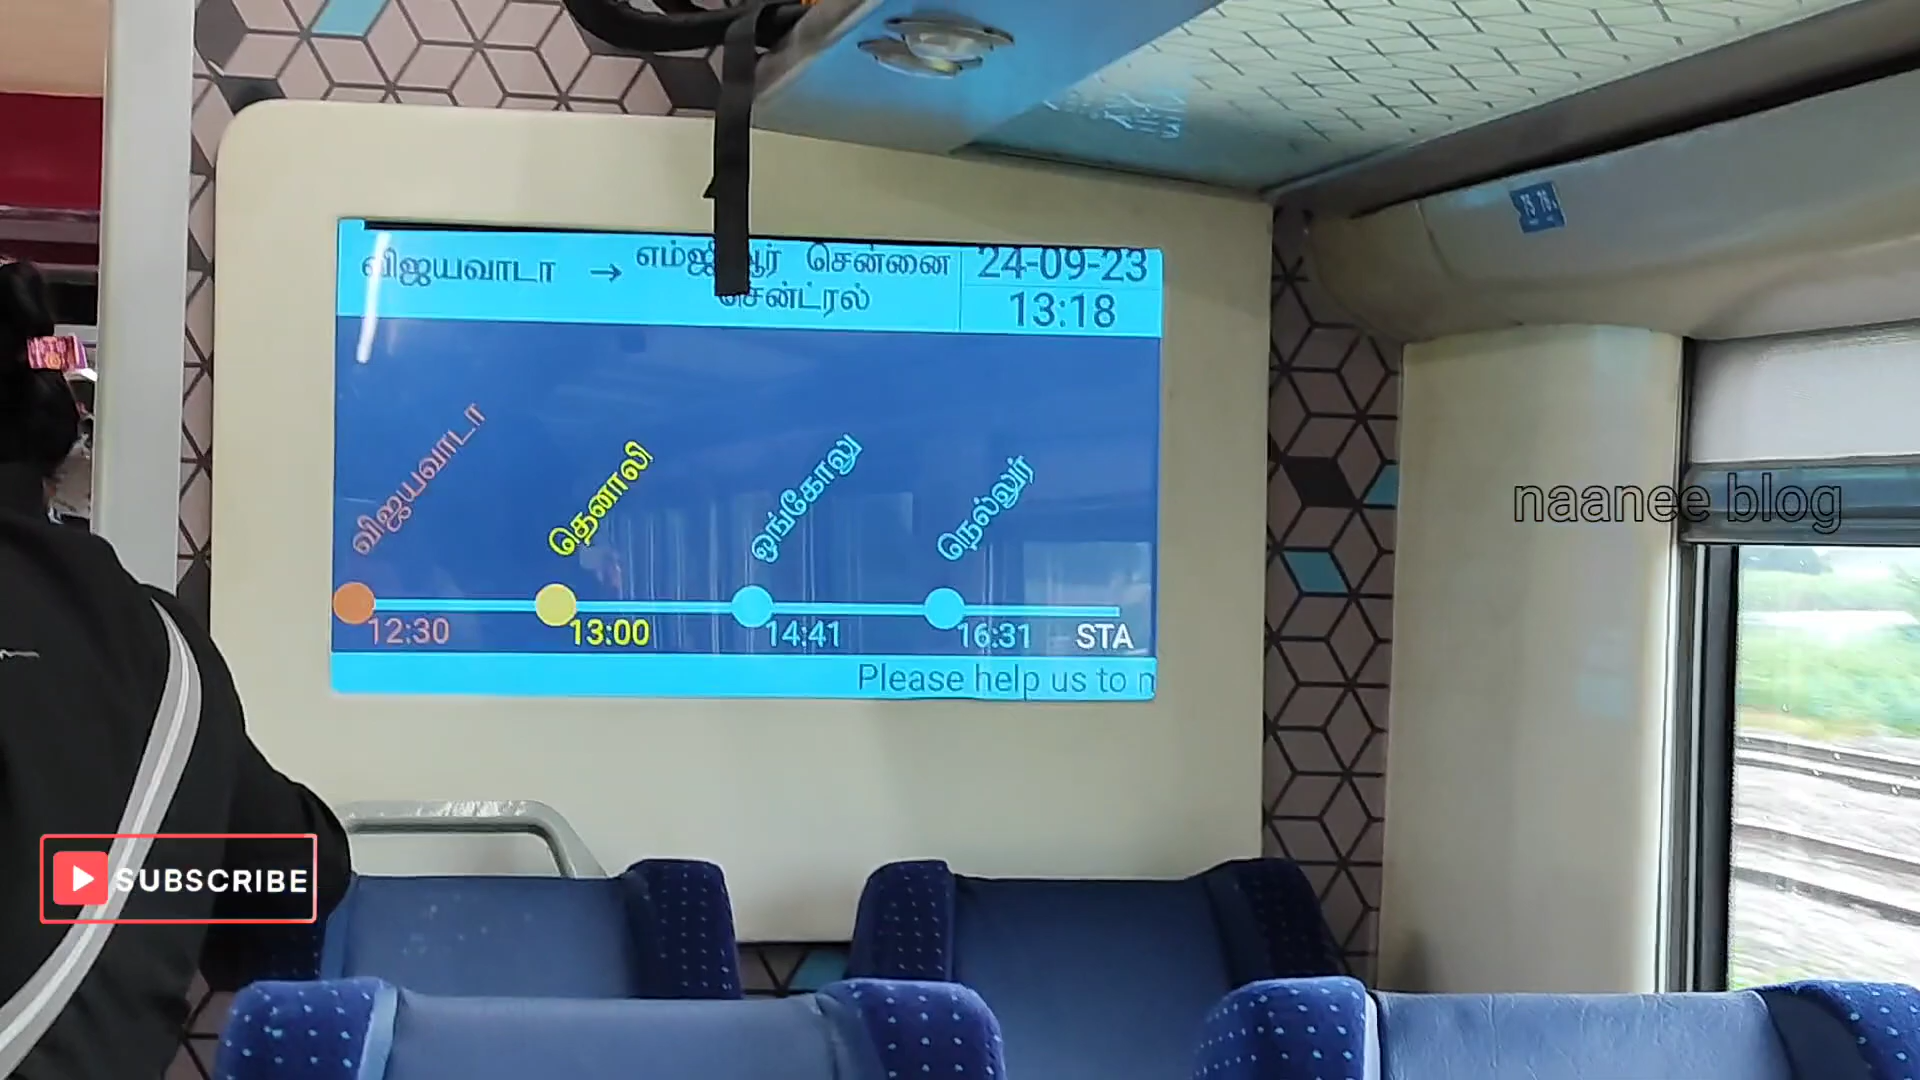 விஜயவாடா → எம்ஜிஆர் சென்னை
சென்ட்ரல்
24-09-23
13:18
விஜயவாடா
தெனாலி
ஒங்கோலு
நெல்லூர்
12:30
13:00
14:41
16:31
STA
Please help us to
naanee blog
SUBSCRIBE